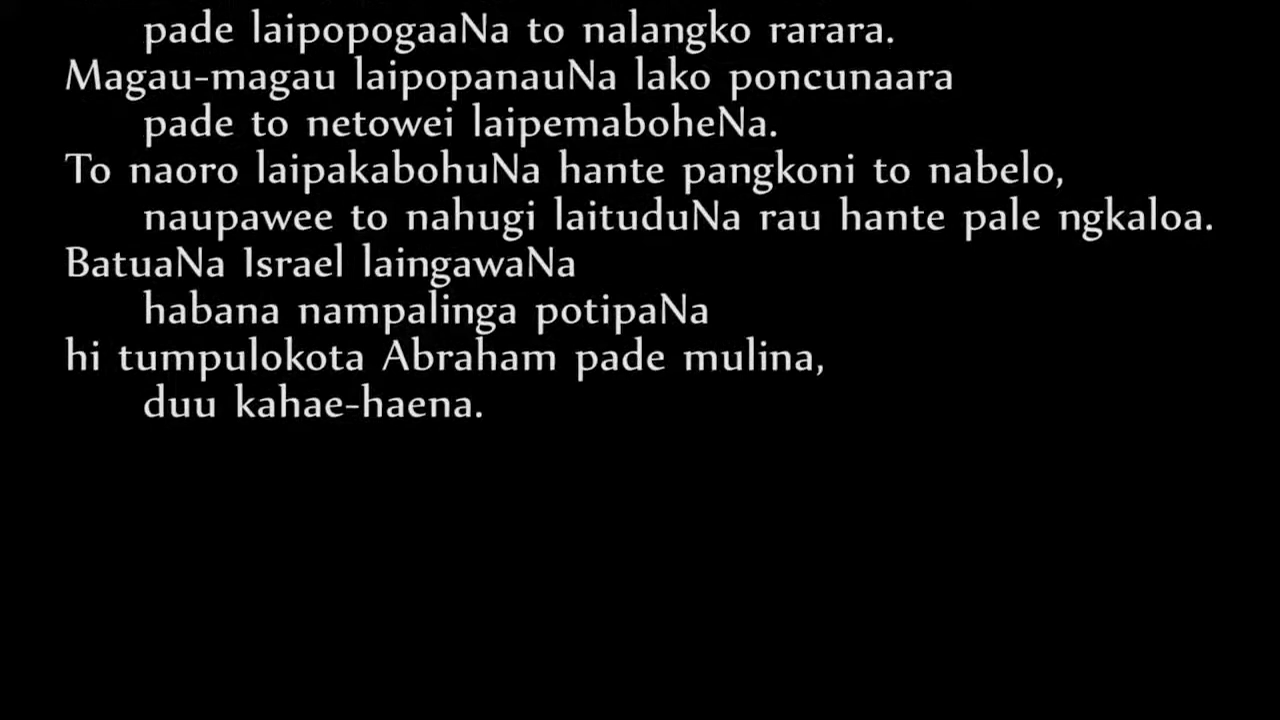 pade laipopogaaNa to nalangko rarara.
Magau-magau laipopanauNa lako poncunaara
pade to netowei laipemaboheNa.
To naoro laipakabohuNa hante pangkoni to nabelo,
naupawee to nahugi laituduNa rau hante pale ngkaloa.
BatuaNa Israel laingawaNa
habana nampalinga potipaNa
hi tumpulokota Abraham pade mulina,
duu kahae-haena.